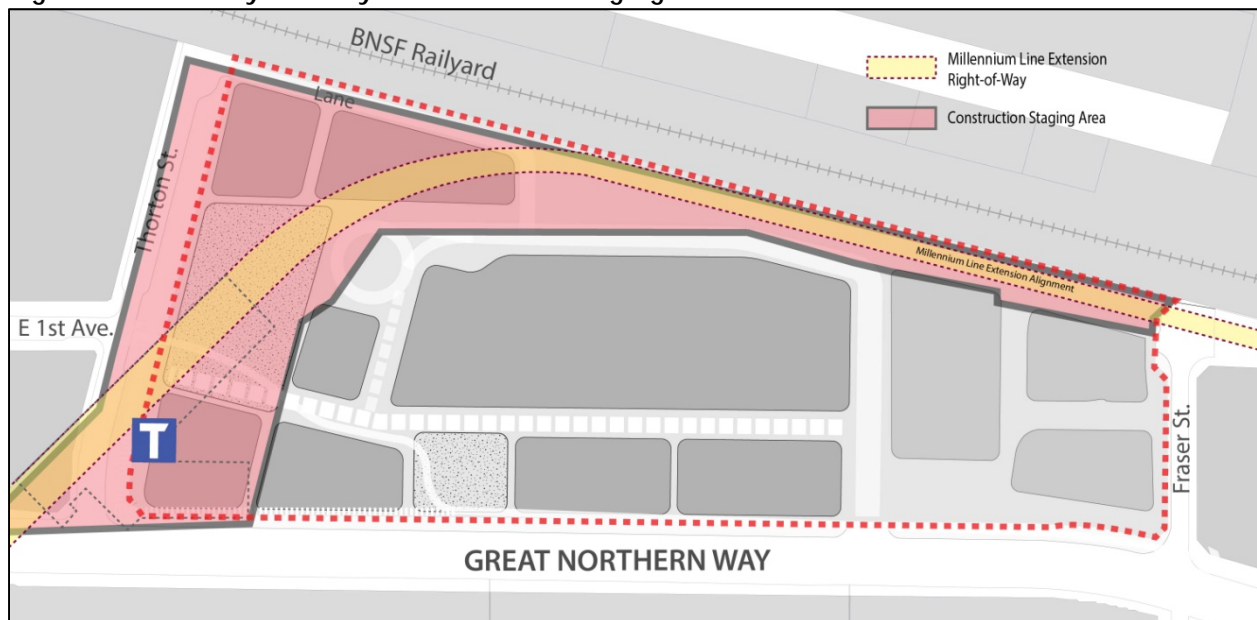 BNSF Railyard
Millennium Line Extension
Right-of-Way
Construction Staging Area
Lane
Thorton St.
Millennium Line Extension Alignment
E 1st Ave.
T
Fraser St.
GREAT NORTHERN WAY